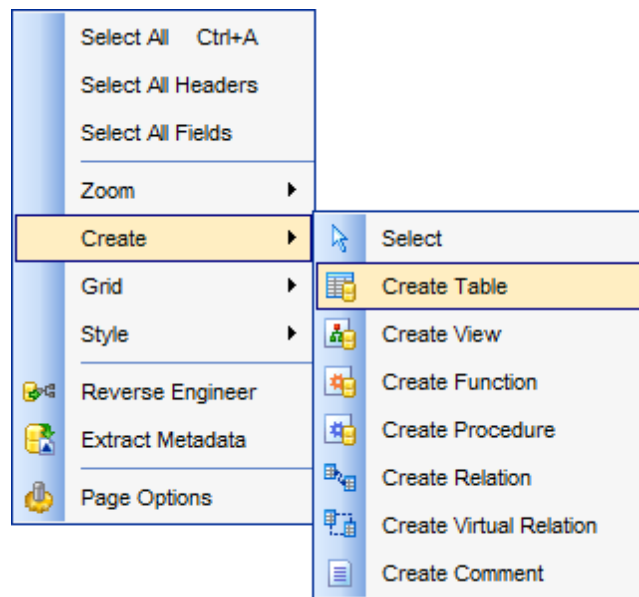 Select All Ctrl+A
Select All Headers
Select All Fields
Zoom
Create
Grid
Style
Reverse Engineer
Extract Metadata
Page Options
Select
Create Table
Create View
Create Function
Create Procedure
Create Relation
Create Virtual Relation
Create Comment